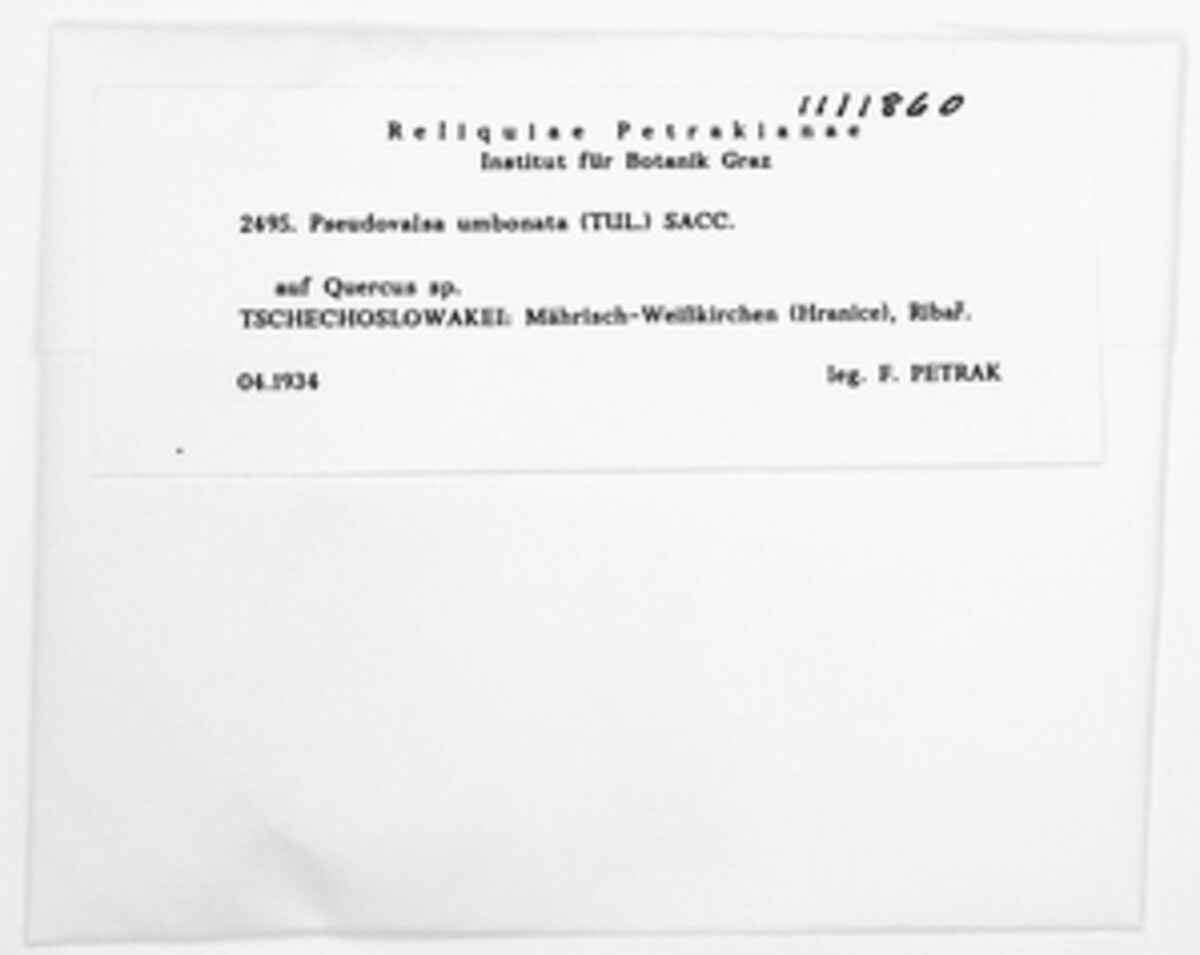 1111860
Reliquiae Petrakianae
Institut für Botanik Graz
2495. Pseudovalsa umbonata (TUL.) SACC.
auf Quercus sp.
TSCHECHOSLOWAKEI: Mährisch-Weißkirchen (Hranice), Ribař.
04.1934
leg. F. PETRAK